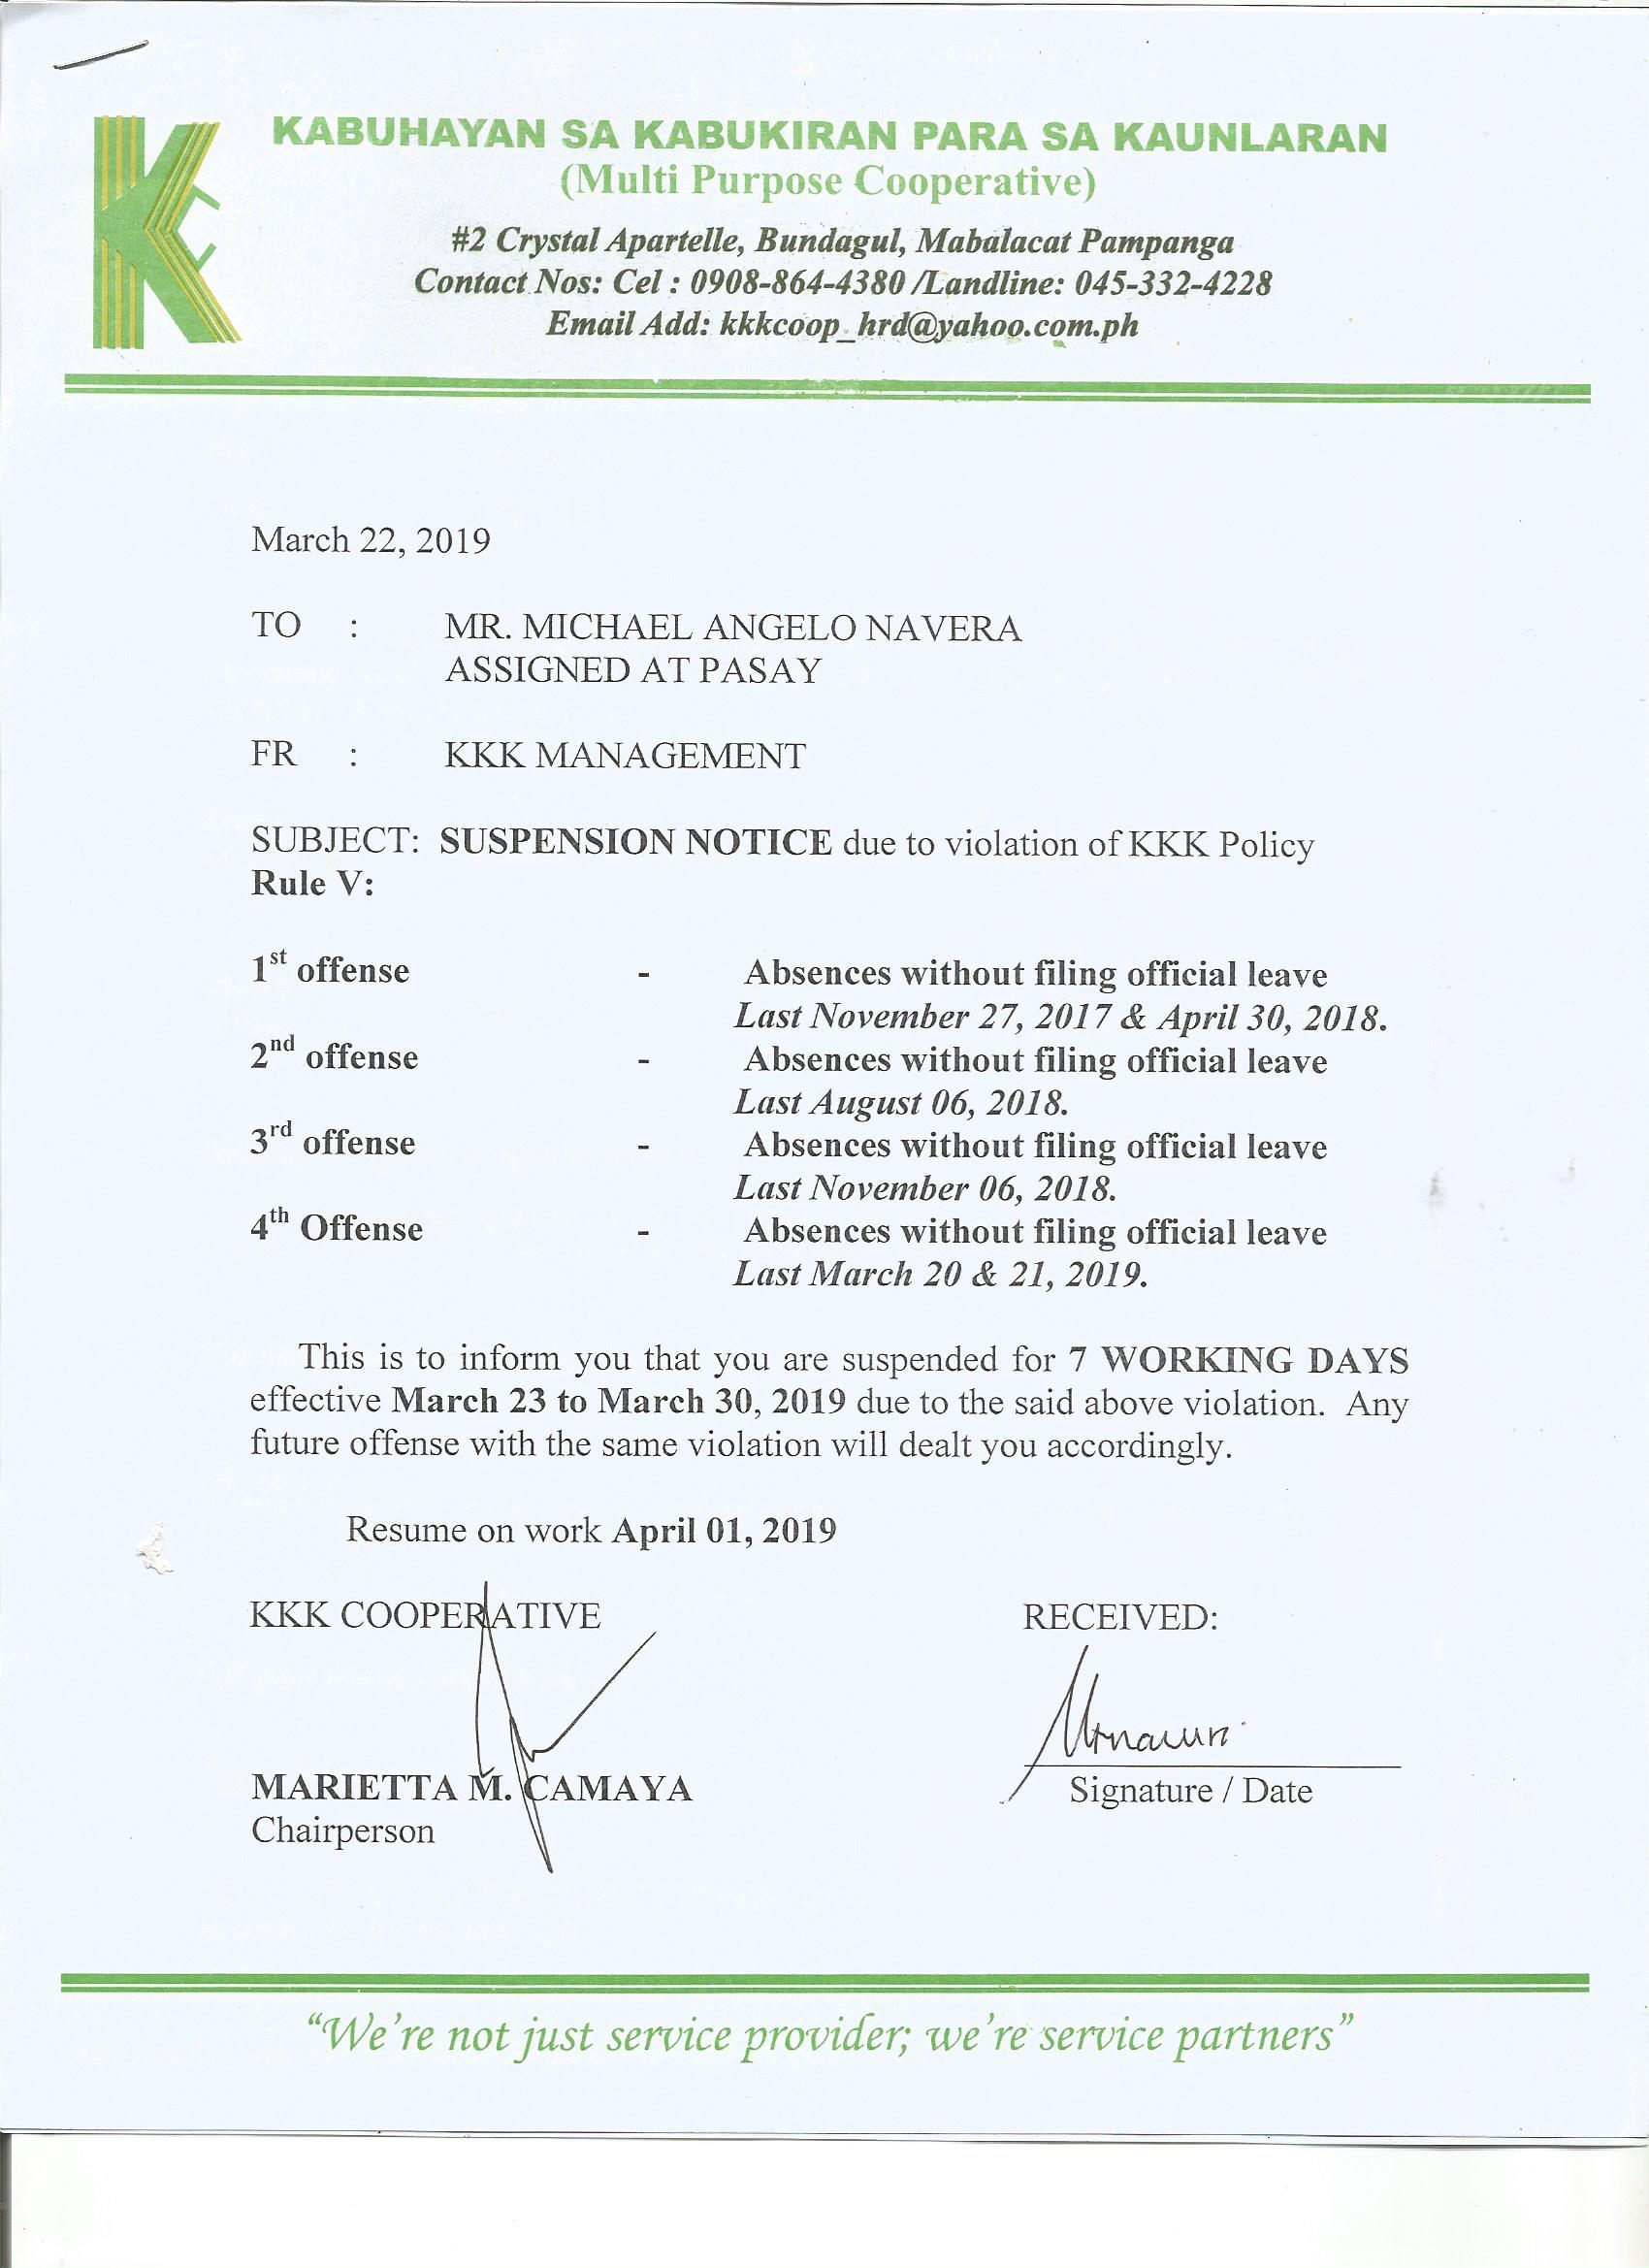 KABUHAYAN SA KABUKIRAN PARA SA KAUNLARAN
(Multi Purpose Cooperative)
#2 Crystal Apartelle, Bundagul, Mabalacat Pampanga
Contact Nos: Cel : 0908-864-4380 /Landline: 045-332-4228
Email Add: kkkcoop_hrd@yahoo.com.ph
March 22, 2019
TO : MR. MICHAEL ANGELO NAVERA
ASSIGNED AT PASAY
FR : KKK MANAGEMENT
SUBJECT: SUSPENSION NOTICE due to violation of KKK Policy
Rule V:
1st offense - Absences without filing official leave
Last November 27, 2017 & April 30, 2018.
2nd offense - Absences without filing official leave
Last August 06, 2018.
3rd offense - Absences without filing official leave
Last November 06, 2018.
4th Offense - Absences without filing official leave
Last March 20 & 21, 2019.
This is to inform you that you are suspended for 7 WORKING DAYS
effective March 23 to March 30, 2019 due to the said above violation. Any
future offense with the same violation will dealt you accordingly.
Resume on work April 01, 2019
KKK COOPERATIVE RECEIVED:
MARIETTA M. CAMAYA Signature / Date
Chairperson
“We’re not just service provider; we’re service partners”